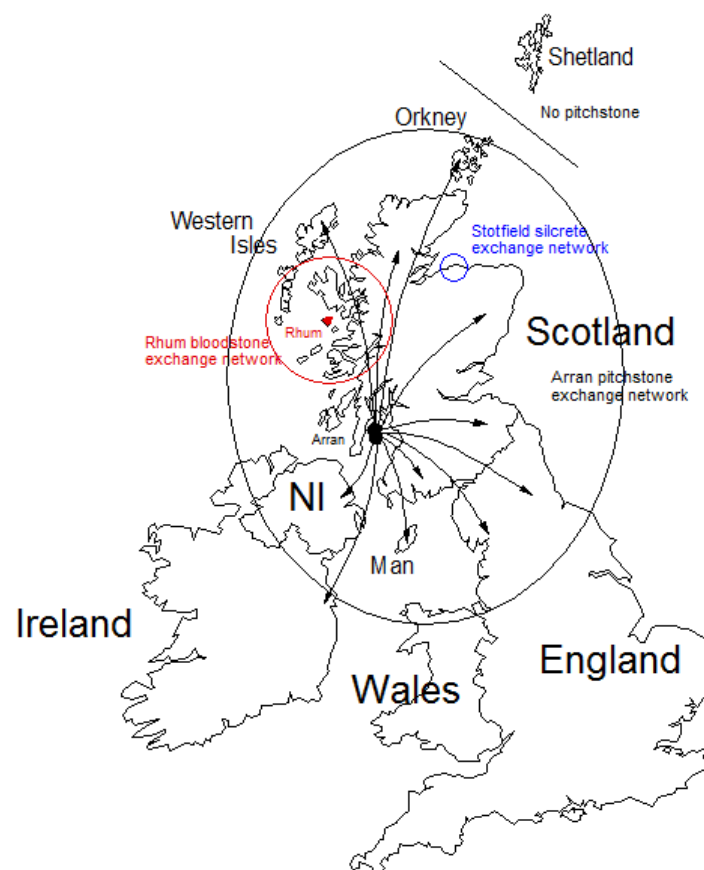 Shetland
No pitchstone
Orkney
Western
Isles
Stotfield silcrete
exchange network
Rhum
Rhum bloodstone
exchange network
Scotland
Arran pitchstone
exchange network
Arran
NI
Man
Ireland
Wales
England